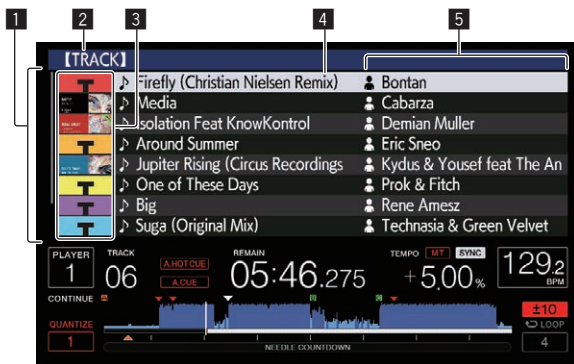 1 2 3 4 5
【TRACK】
Firefly (Christian Nielsen Remix) Bontan
Media Cabarza
Isolation Feat KnowKontrol Demian Muller
Around Summer Eric Sneo
Jupiter Rising (Circus Recordings Kydus & Yousef feat The An
One of These Days Prok & Fitch
Big Rene Amesz
Suga (Original Mix) Technasia & Green Velvet
PLAYER TRACK REMAIN TEMPO MT SYNC
1 06 A.HOTCUE A.CUE 05:46.275 +5.00% 129.2 BPM
CONTINUE
QUANTIZE
1
±10
LOOP
4
NEEDLE COUNTDOWN